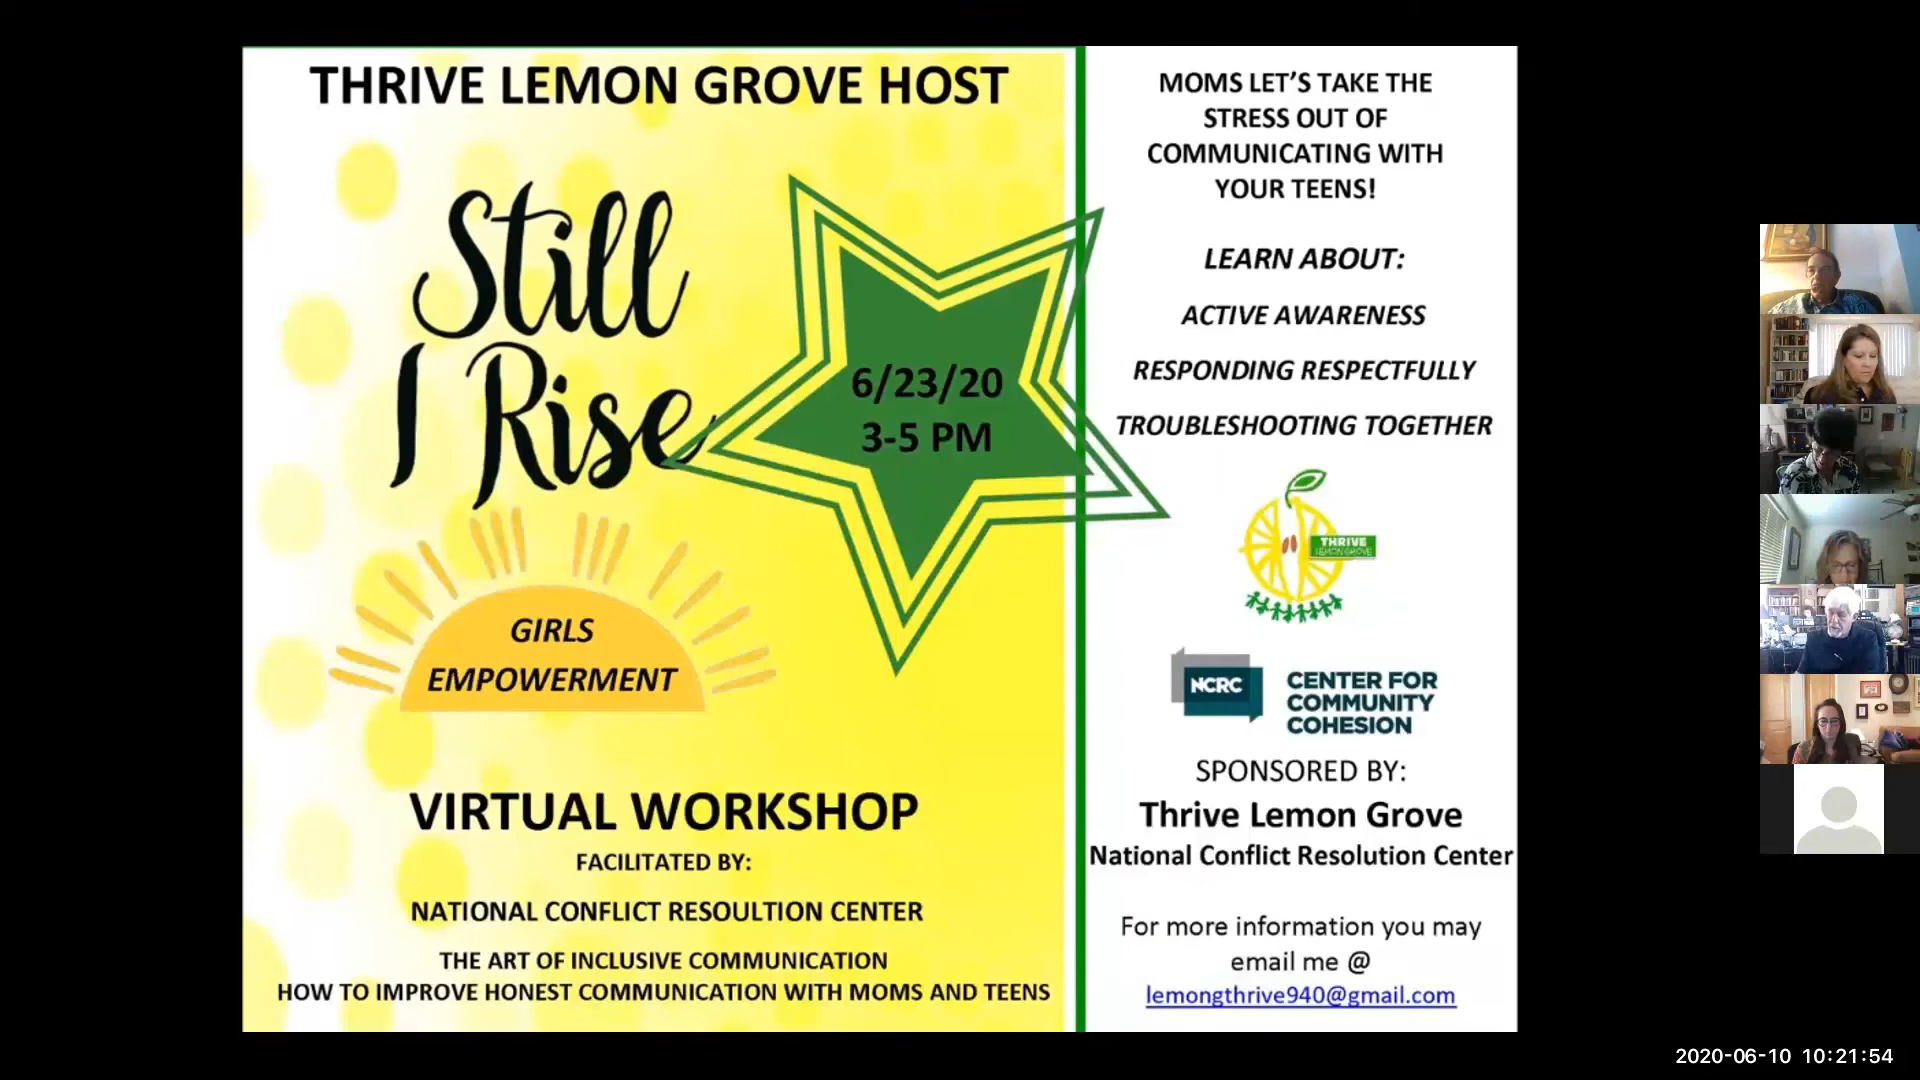 THRIVE LEMON GROVE HOST
Still
I Rise
6/23/20
3-5 PM
GIRLS
EMPOWERMENT
VIRTUAL WORKSHOP
FACILITATED BY:
NATIONAL CONFLICT RESOULTION CENTER
THE ART OF INCLUSIVE COMMUNICATION
HOW TO IMPROVE HONEST COMMUNICATION WITH MOMS AND TEENS
MOMS LET’S TAKE THE
STRESS OUT OF
COMMUNICATING WITH
YOUR TEENS!
LEARN ABOUT:
ACTIVE AWARENESS
RESPONDING RESPECTFULLY
TROUBLESHOOTING TOGETHER
THRIVE
LEMON GROVE
NCRC
CENTER FOR
COMMUNITY
COHESION
SPONSORED BY:
Thrive Lemon Grove
National Conflict Resolution Center
For more information you may
email me @
lemongthrive940@gmail.com
2020-06-10 10:21:54